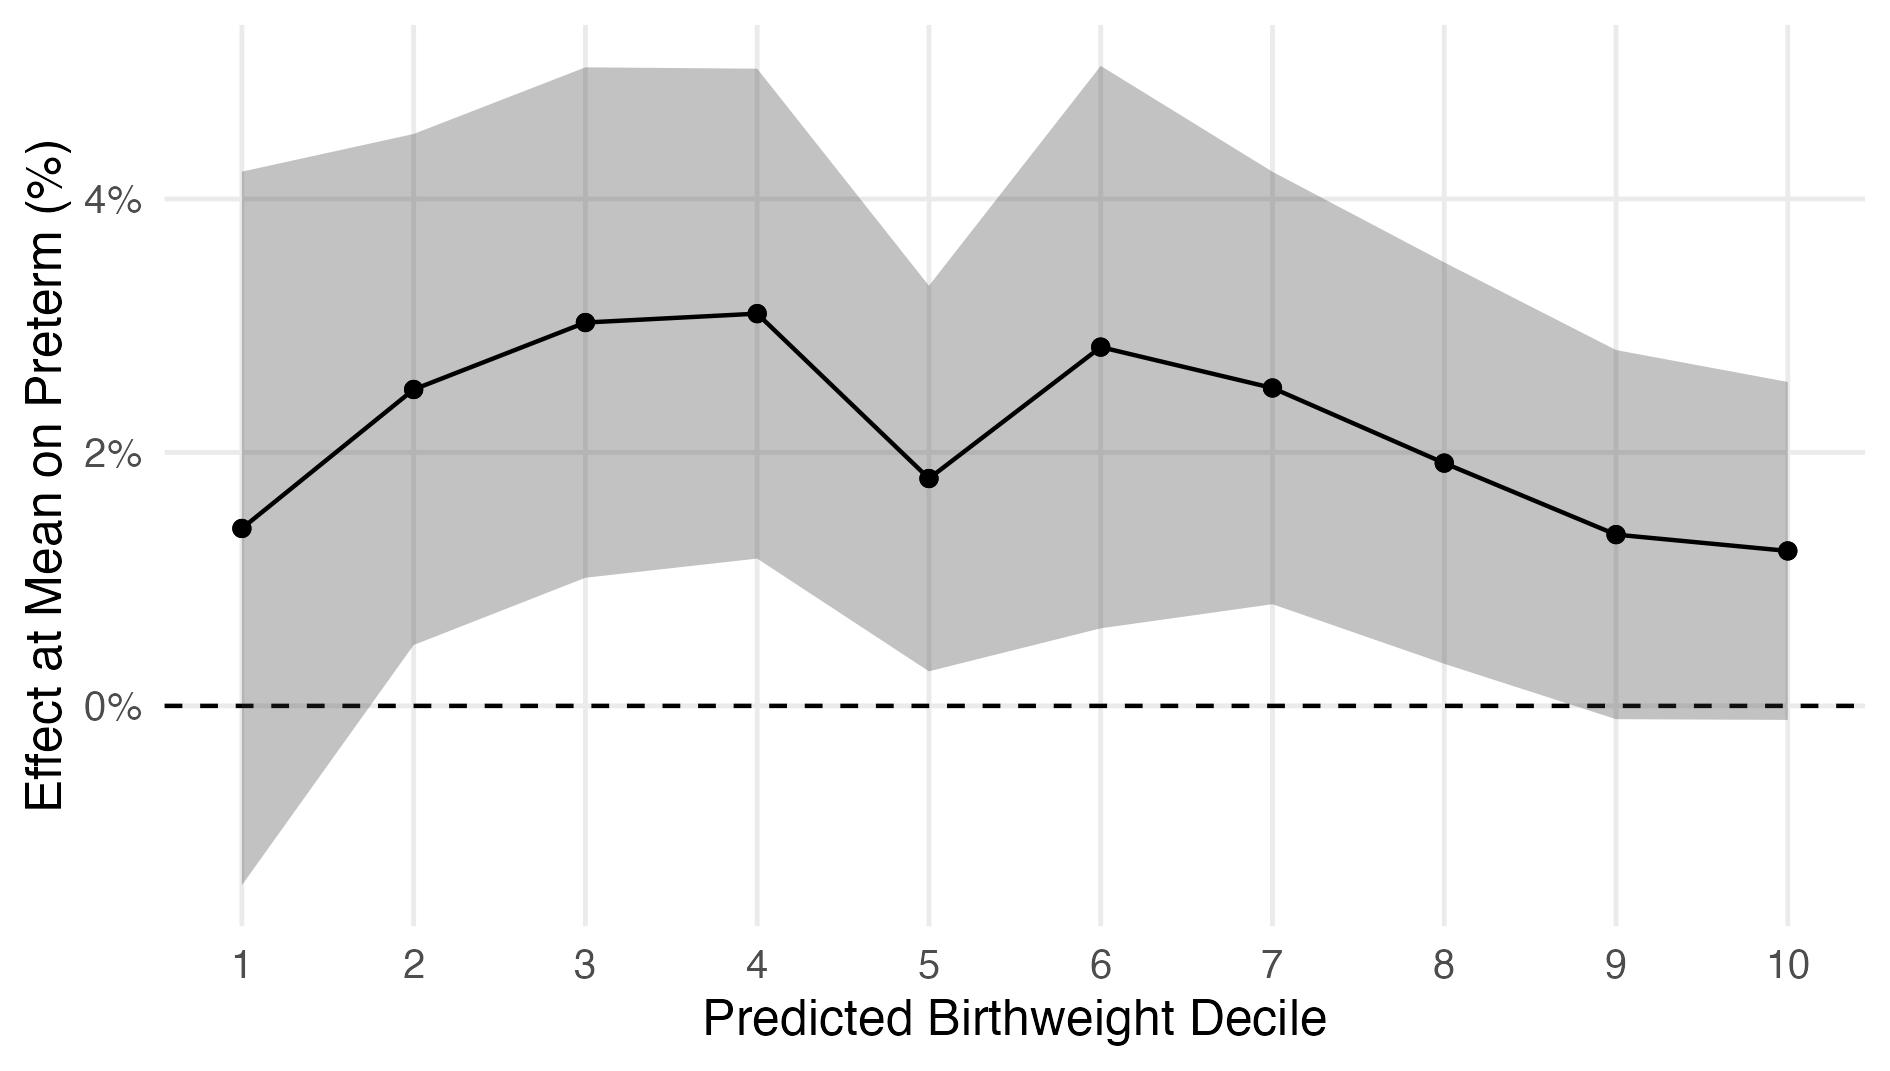 Effect at Mean on Preterm (%)
4%
2%
0%
1 2 3 4 5 6 7 8 9 10
Predicted Birthweight Decile